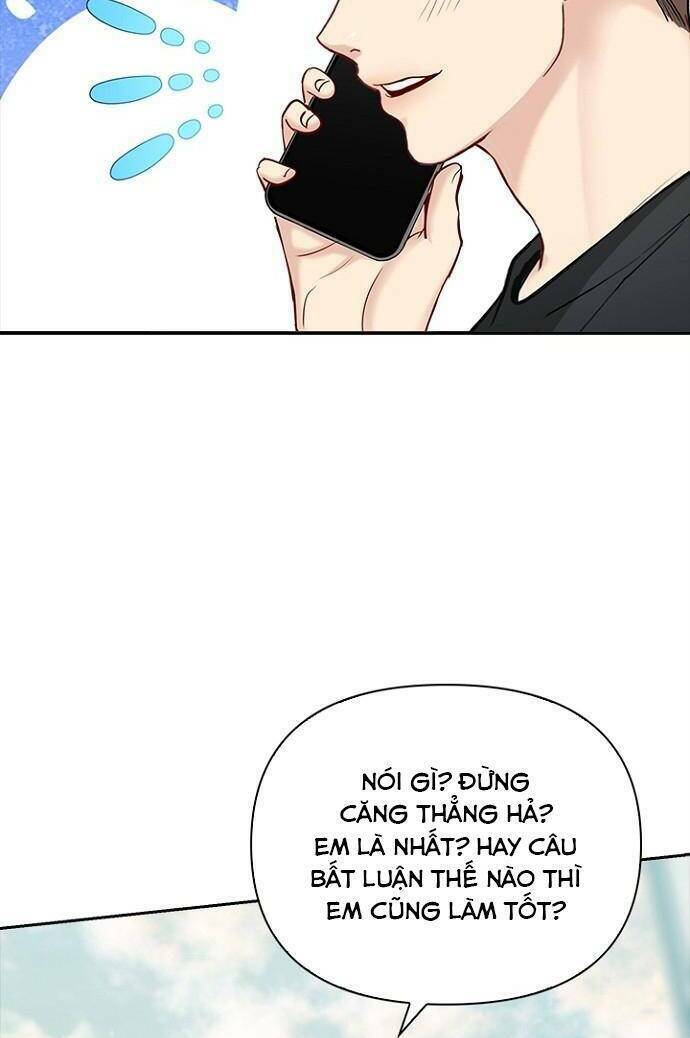 NÓI GÌ? ĐỪNG
CĂNG THẲNG HẢ?
EM LÀ NHẤT? HAY CÂU
BẤT LUẬN THẾ NÀO THÌ
EM CŨNG LÀM TỐT?